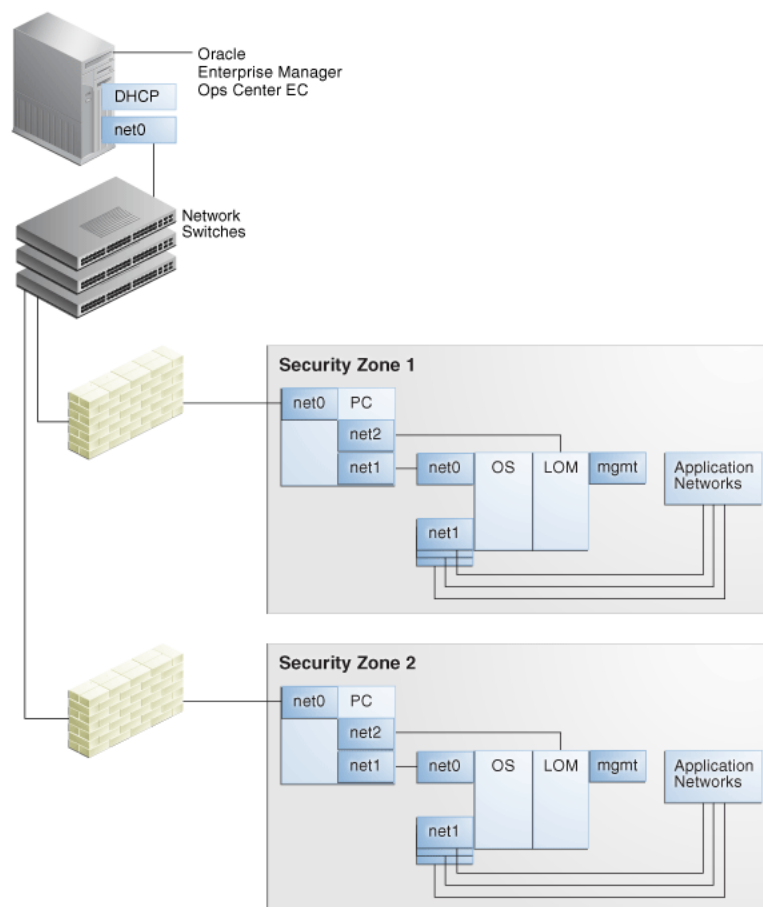 Oracle
Enterprise Manager
Ops Center EC
DHCP
net0
Network
Switches
Security Zone 1
net0 PC
net2
net1 net0 OS LOM mgmt Application
Networks
net1
Security Zone 2
net0 PC
net2
net1 net0 OS LOM mgmt Application
Networks
net1